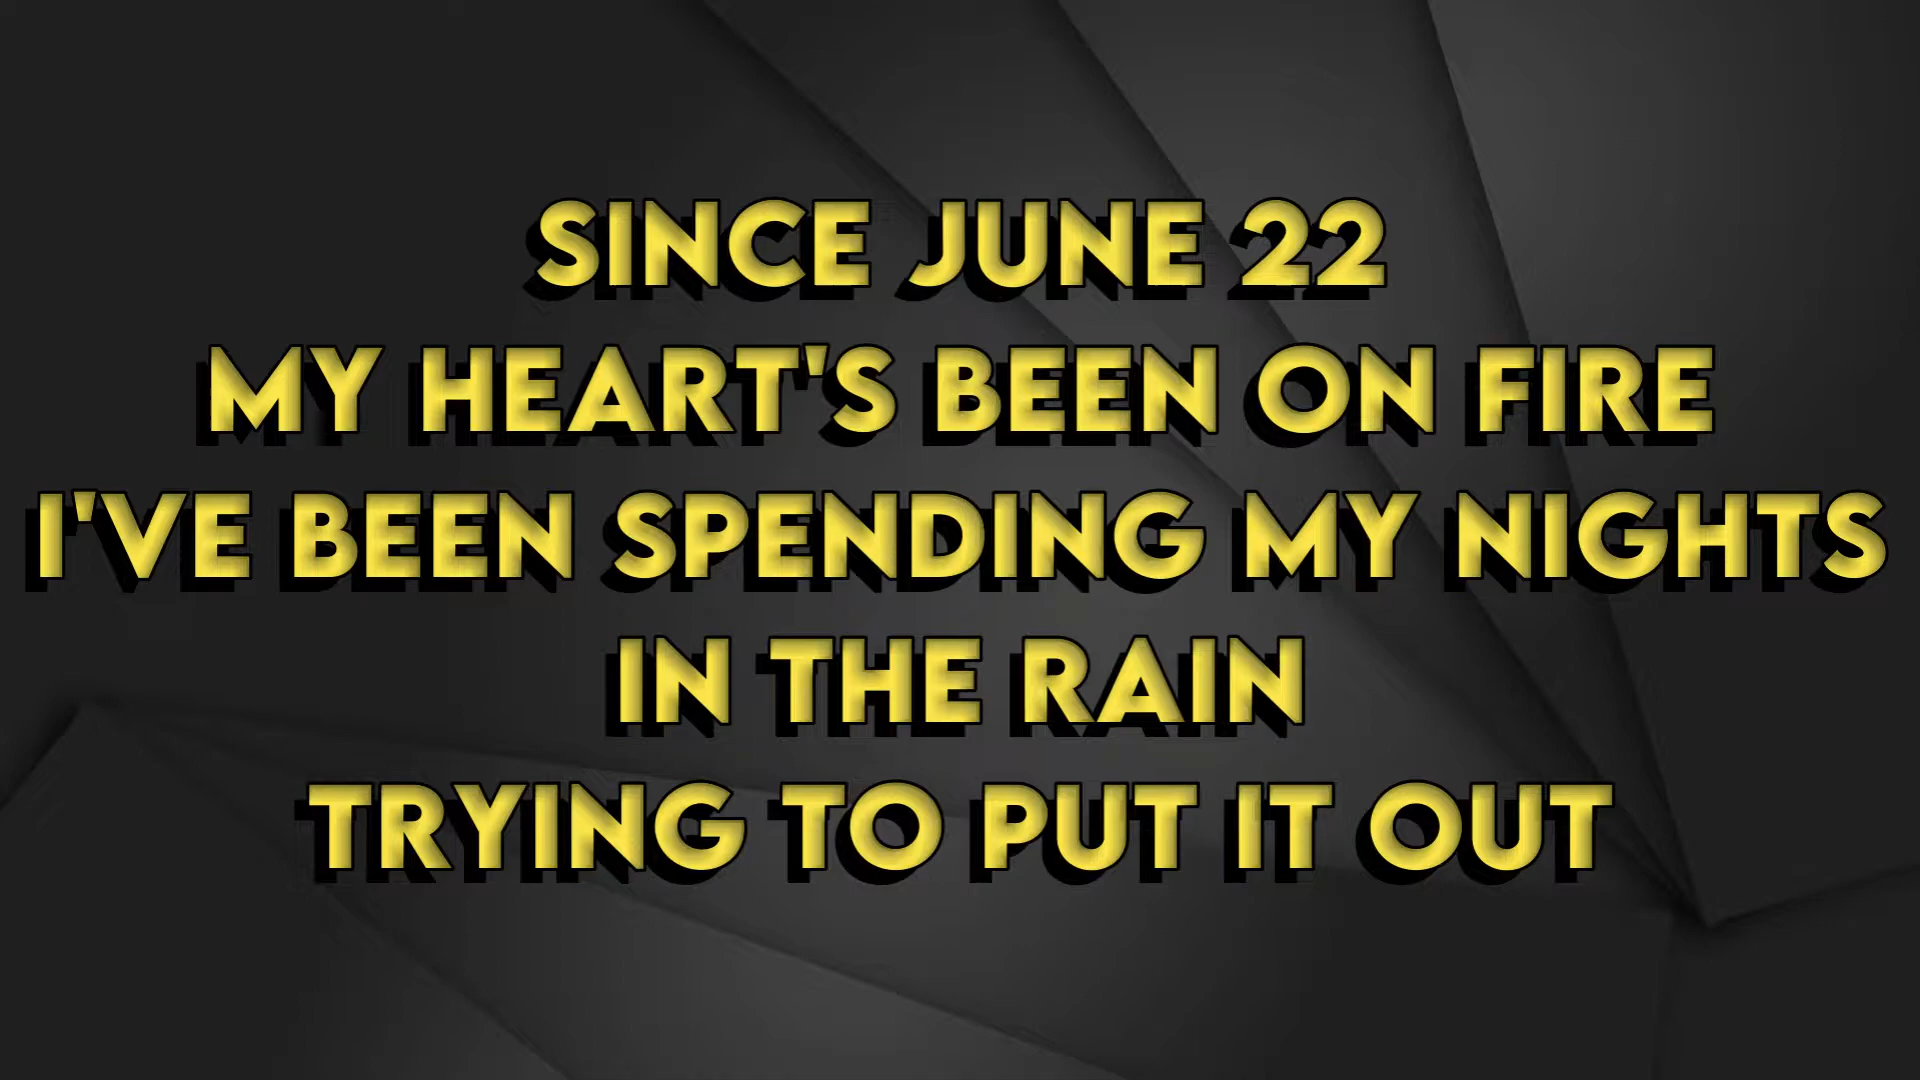 SINCE JUNE 22
MY HEART'S BEEN ON FIRE
I'VE BEEN SPENDING MY NIGHTS
IN THE RAIN
TRYING TO PUT IT OUT